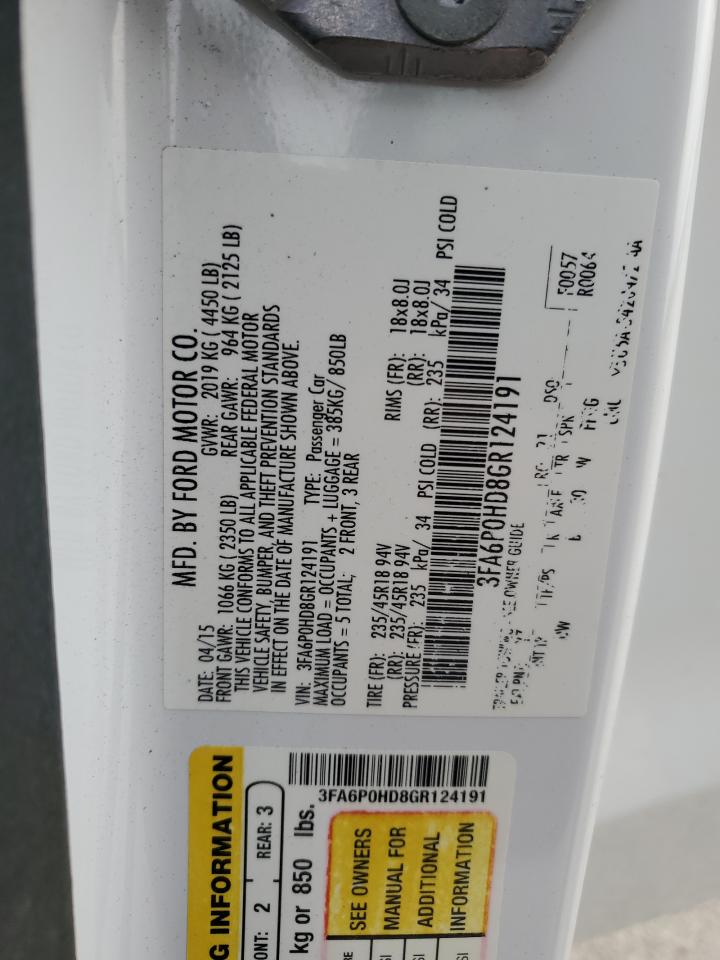 MFD. BY FORD MOTOR CO.
DATE: 04/15 GVWR: 2019 KG ( 4450 LB)
FRONT GAWR: 1066 KG ( 2350 LB) REAR GAWR: 964 KG ( 2125 LB)
THIS VEHICLE CONFORMS TO ALL APPLICABLE FEDERAL MOTOR
VEHICLE SAFETY, BUMPER, AND THEFT PREVENTION STANDARDS
IN EFFECT ON THE DATE OF MANUFACTURE SHOWN ABOVE.
VIN: 3FA6P0HD8GR124191 TYPE: Passenger Car
MAXIMUM LOAD = OCCUPANTS + LUGGAGE = 385KG/ 850LB
OCCUPANTS = 5 TOTAL; 2 FRONT, 3 REAR
TIRE (FR): 235/45R18 94V RIMS (FR): 18x8.0J
(RR): 235/45R18 94V (RR): 18x8.0J
PRESSURE (FR): 235 kPa/ 34 PSI COLD (RR): 235 kPa/ 34 PSI COLD
3FA6P0HD8GR124191
SEE OWNER GUIDE
F0057
R0064
G INFORMATION
ONT: 2 REAR: 3
kg or 850 lbs.
3FA6P0HD8GR124191
SEE OWNERS
MANUAL FOR
ADDITIONAL
INFORMATION